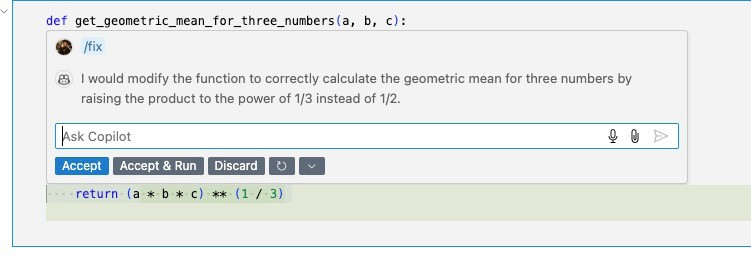 def get_geometric_mean_for_three_numbers(a, b, c):
/fix
I would modify the function to correctly calculate the geometric mean for three numbers by
raising the product to the power of 1/3 instead of 1/2.
Ask Copilot
Accept Accept & Run Discard
return (a * b * c) ** (1 / 3)